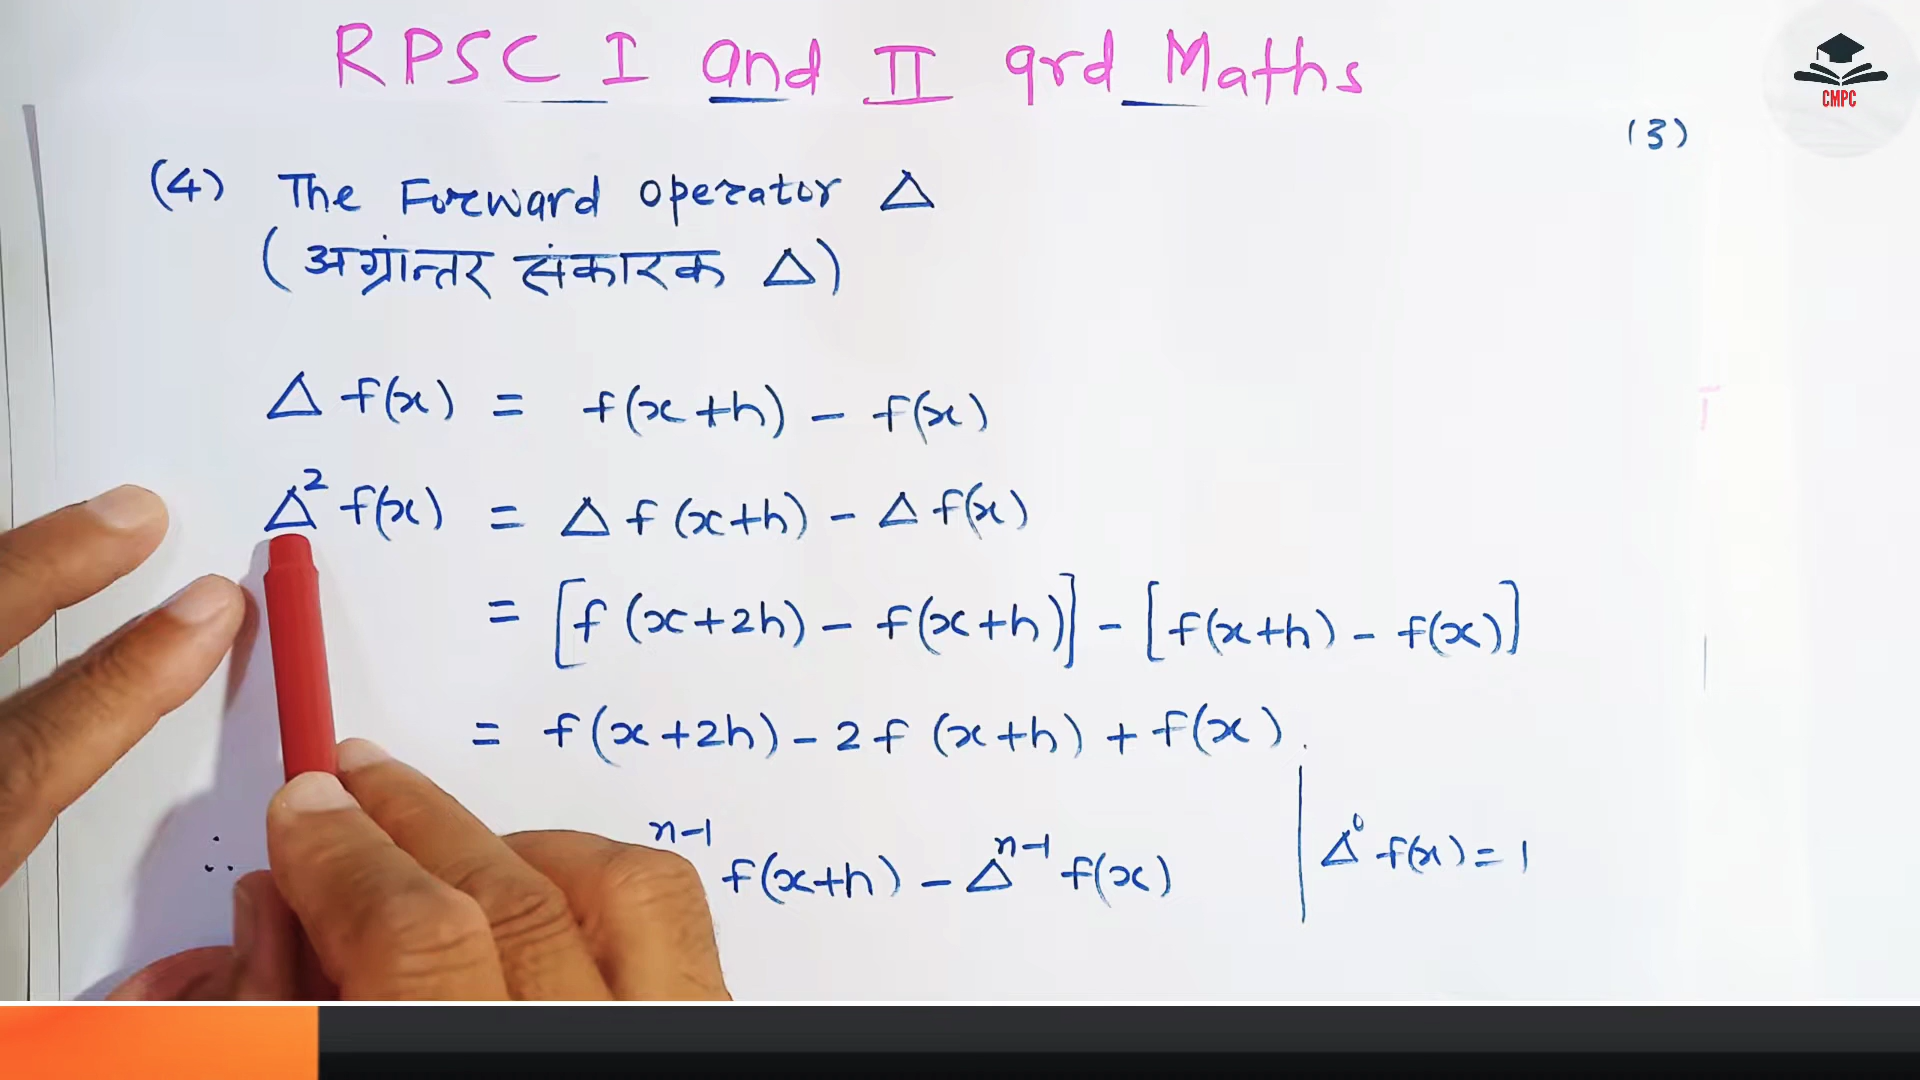 RPSC I and II grd Maths
CMPC
(3)
(4) The Forward operator Δ
(अग्रांन्तर संकारक Δ)
Δ f(x) = f(x+h) - f(x)
Δ² f(x) = Δ f(x+h) - Δ f(x)
= [f(x+2h) - f(x+h)] - [f(x+h) - f(x)]
= f(x+2h) - 2f(x+h) + f(x).
∴ n-1 f(x+h) - Δⁿ⁻¹ f(x)
Δ⁰ f(x) = 1